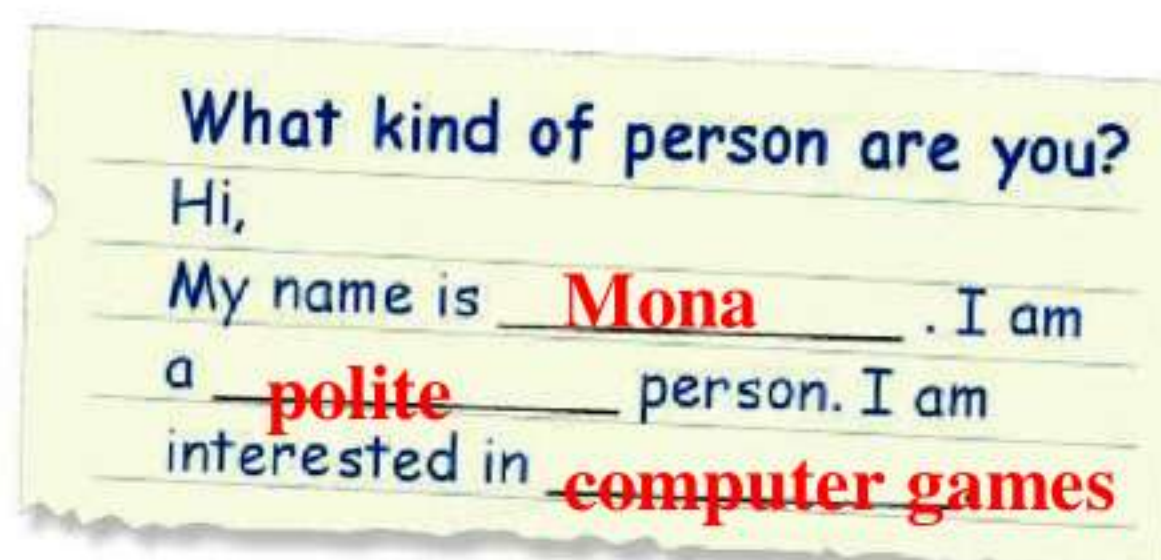 What kind of person are you?
Hi,
My name is Mona . I am
a polite person. I am
interested in computer games